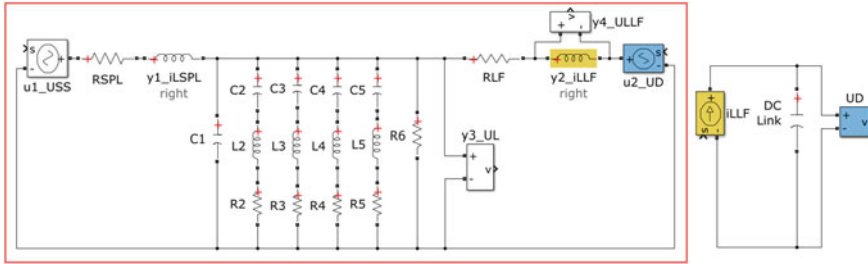 y4_ULLF
u1_USS
RSPL
y1_iLSPL
right
RLF
y2_iLLF
right
u2_UD
C1
C2
C3
C4
C5
L2
L3
L4
L5
R2
R3
R4
R5
R6
y3_UL
v
iLLF
DC
Link
UD
v